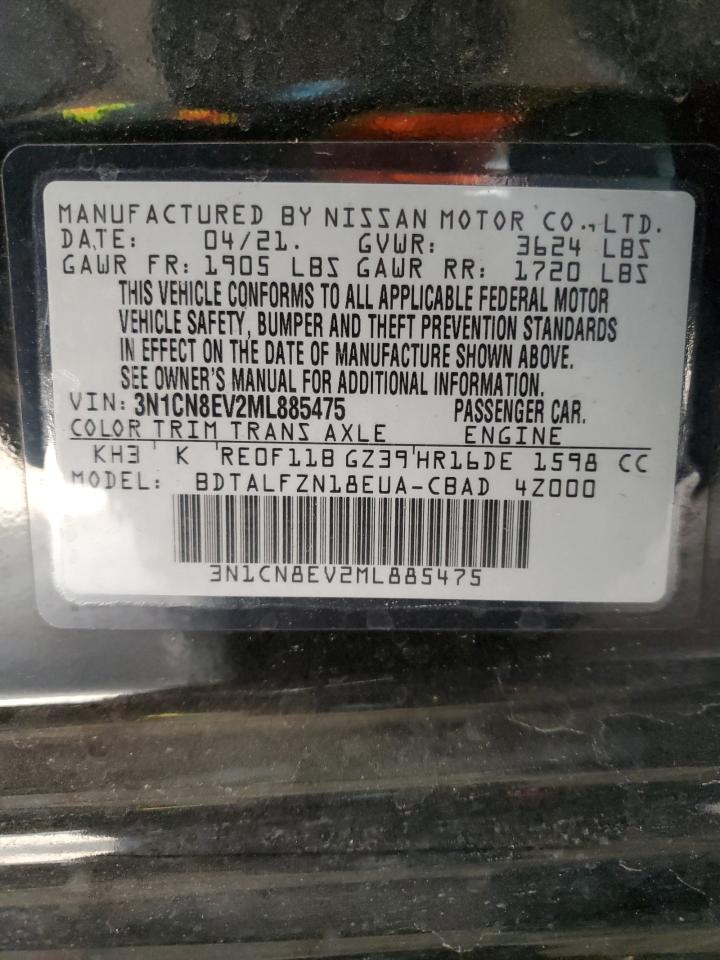 MANUFACTURED BY NISSAN MOTOR CO., LTD.
DATE: 04/21. GVWR: 3624 LBS
GAWR FR: 1905 LBS GAWR RR: 1720 LBS
THIS VEHICLE CONFORMS TO ALL APPLICABLE FEDERAL MOTOR
VEHICLE SAFETY, BUMPER AND THEFT PREVENTION STANDARDS
IN EFFECT ON THE DATE OF MANUFACTURE SHOWN ABOVE.
SEE OWNER'S MANUAL FOR ADDITIONAL INFORMATION.
VIN: 3N1CN8EV2ML885475 PASSENGER CAR.
COLOR TRIM TRANS AXLE ENGINE
KH3 K RE0F11B GZ39 HR16DE 1598 CC
MODEL: BDTALFZN18EUA-CBAD 4Z000
3N1CN8EV2ML885475